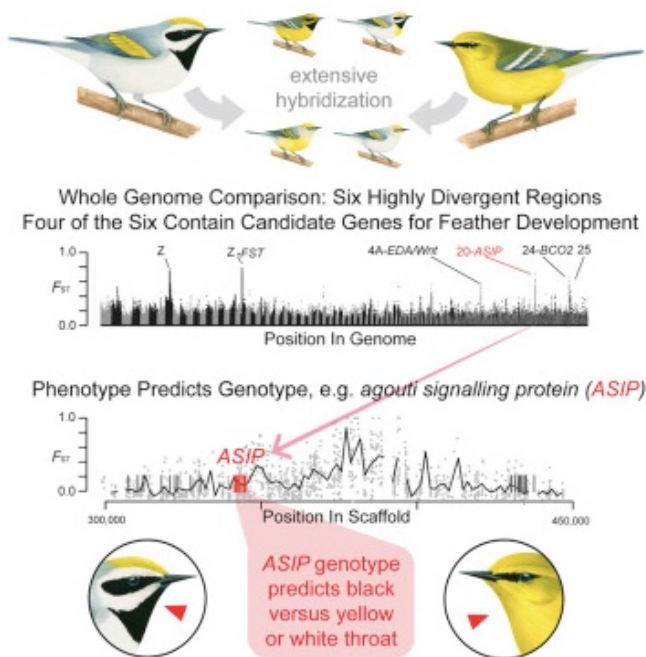 extensive
hybridization
Whole Genome Comparison: Six Highly Divergent Regions
Four of the Six Contain Candidate Genes for Feather Development
Z Z-FST 4A-EDA/Wnt 20-ASIP 24-BCO2 25
1.0
FST
0.0
Position In Genome
Phenotype Predicts Genotype, e.g. agouti signalling protein (ASIP)
1.0
FST
ASIP
0.0
300,000 Position In Scaffold 450,000
ASIP genotype
predicts black
versus yellow
or white throat